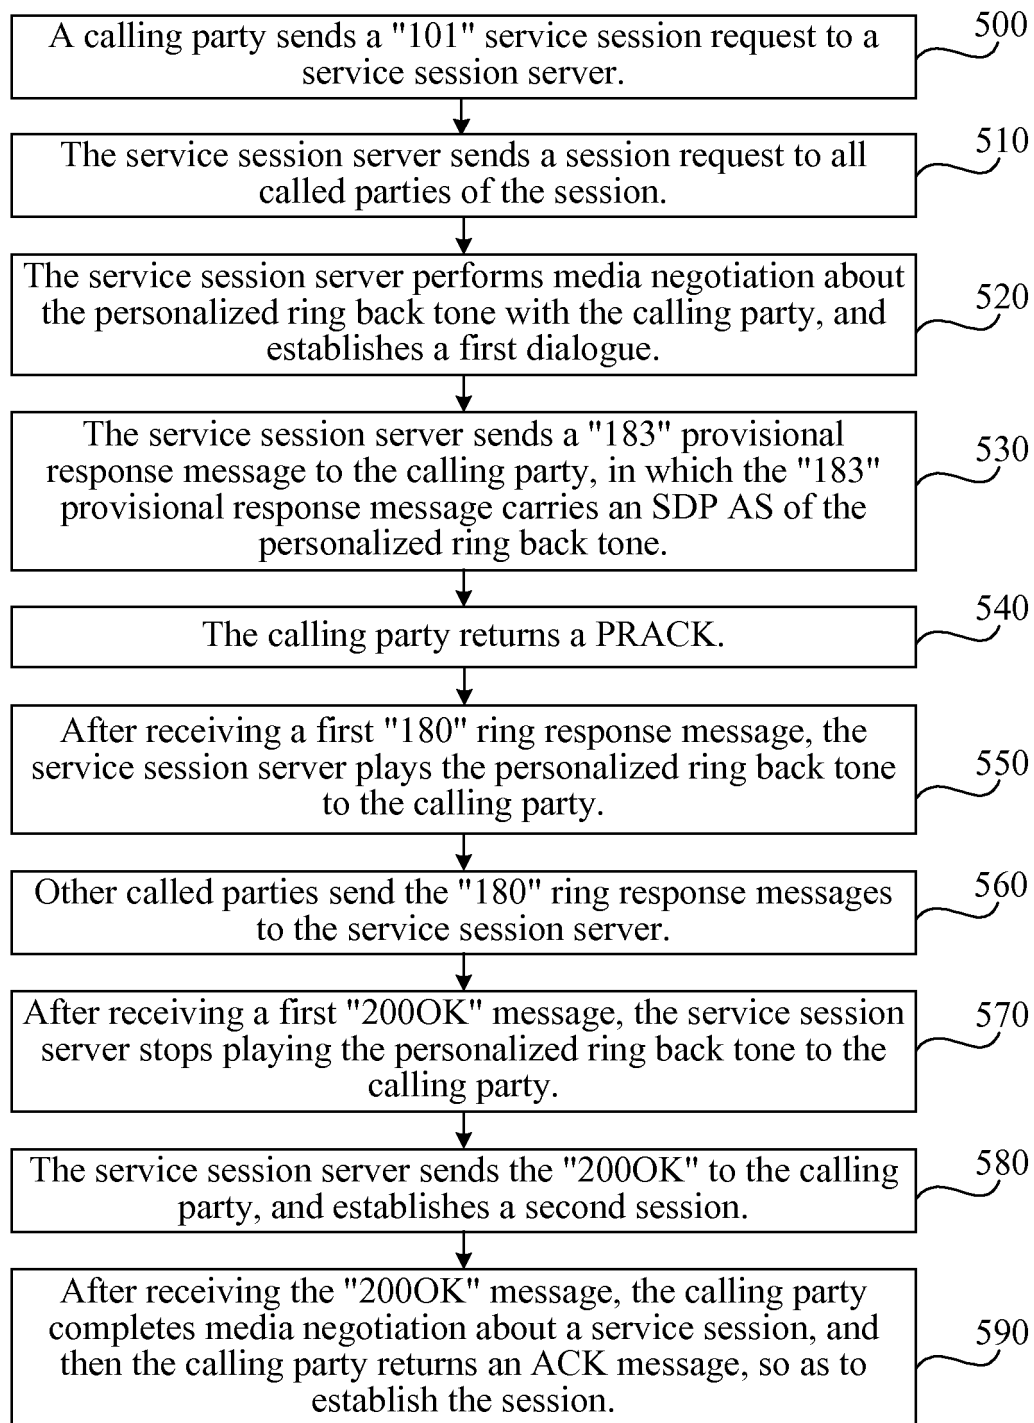 A calling party sends a "101" service session request to a
service session server.
500
The service session server sends a session request to all
called parties of the session.
510
The service session server performs media negotiation about
the personalized ring back tone with the calling party, and
establishes a first dialogue.
520
The service session server sends a "183" provisional
response message to the calling party, in which the "183"
provisional response message carries an SDP AS of the
personalized ring back tone.
530
The calling party returns a PRACK.
540
After receiving a first "180" ring response message, the
service session server plays the personalized ring back tone
to the calling party.
550
Other called parties send the "180" ring response messages
to the service session server.
560
After receiving a first "200OK" message, the service session
server stops playing the personalized ring back tone to the
calling party.
570
The service session server sends the "200OK" to the calling
party, and establishes a second session.
580
After receiving the "200OK" message, the calling party
completes media negotiation about a service session, and
then the calling party returns an ACK message, so as to
establish the session.
590